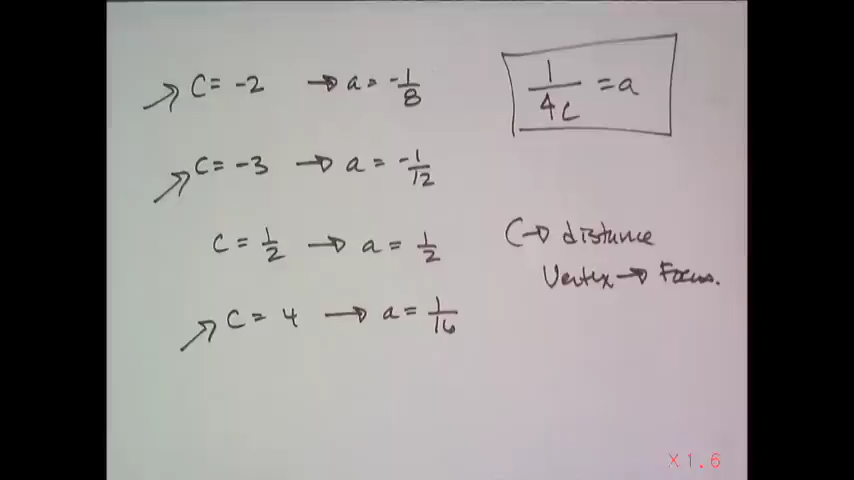 C = -2 → a = -1/8
C = -3 → a = -1/12
C = 1/2 → a = 1/2
C = 4 → a = 1/16
1/4c = a
C → distance
Vertex → Focus.
X1.6